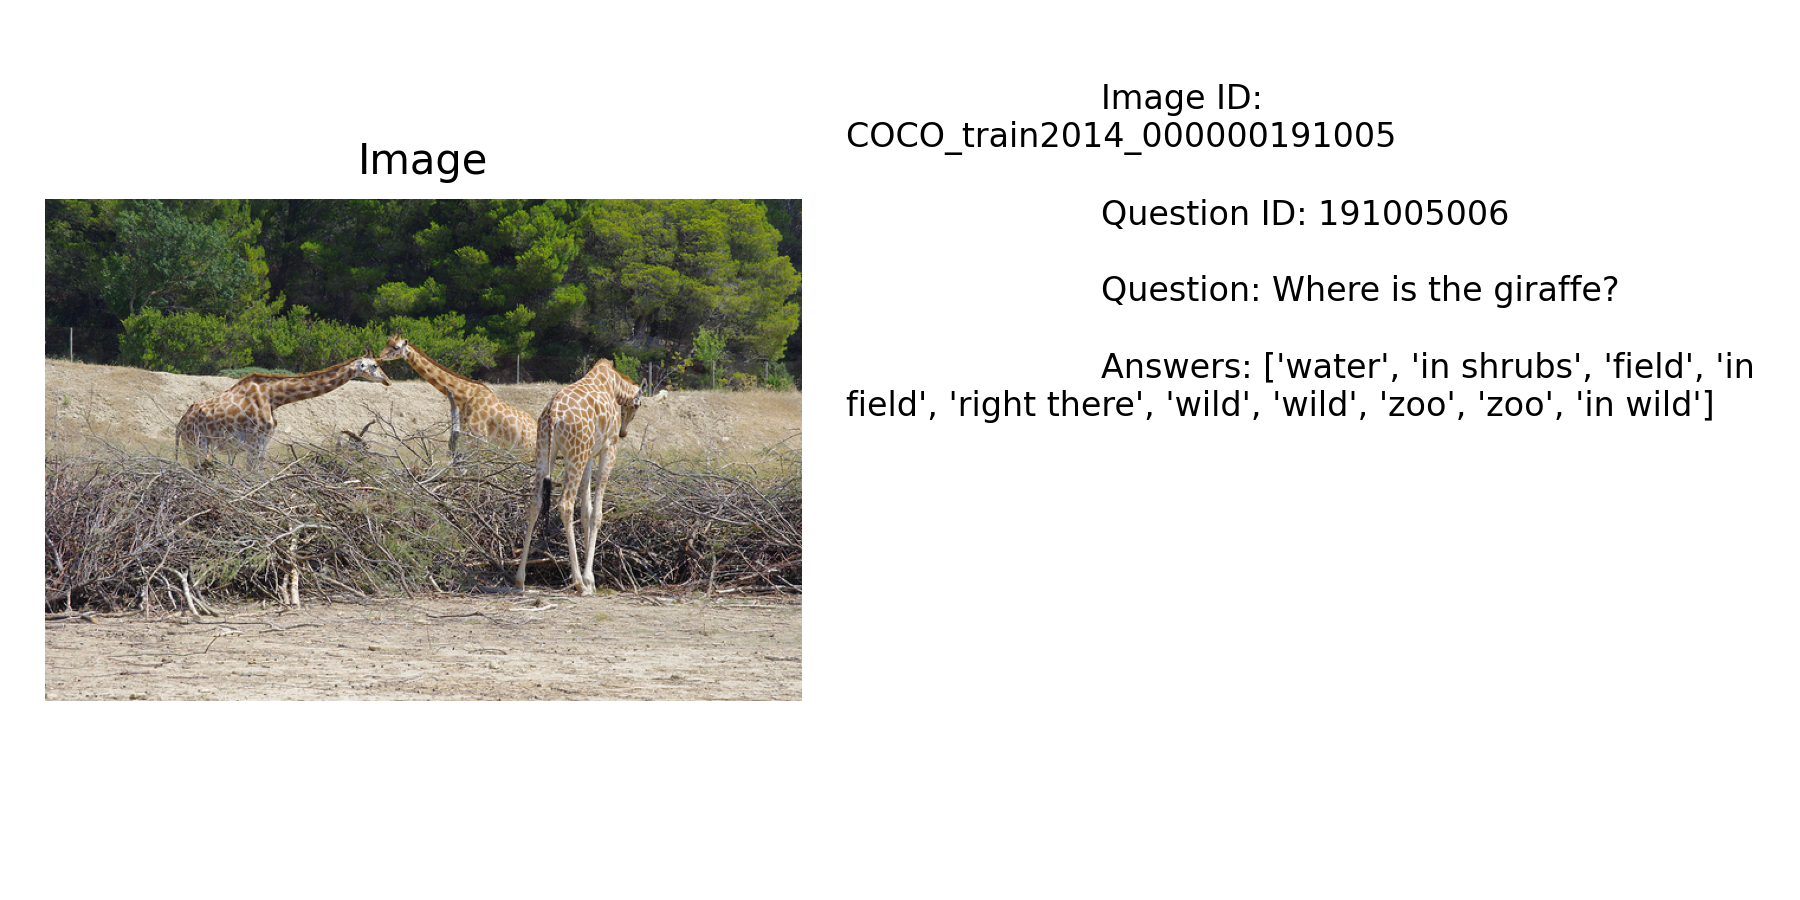 Image
Image ID:
COCO_train2014_000000191005
Question ID: 191005006
Question: Where is the giraffe?
Answers: ['water', 'in shrubs', 'field', 'in
field', 'right there', 'wild', 'wild', 'zoo', 'zoo', 'in wild']